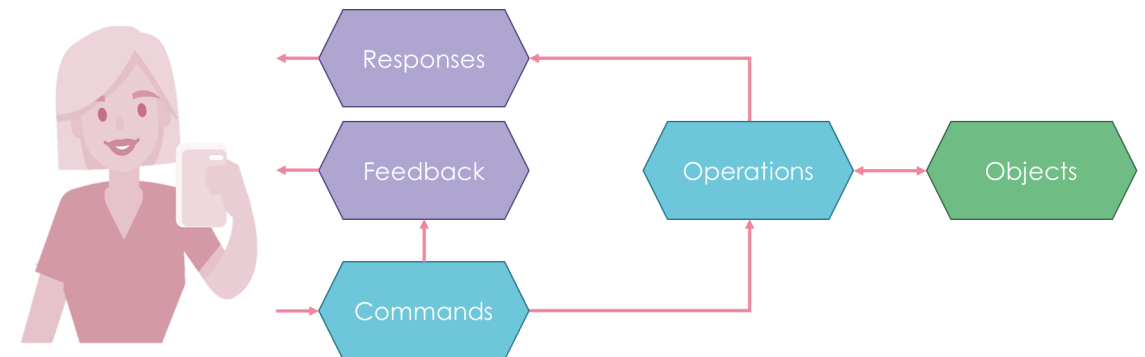 Responses
Feedback
Operations
Objects
Commands